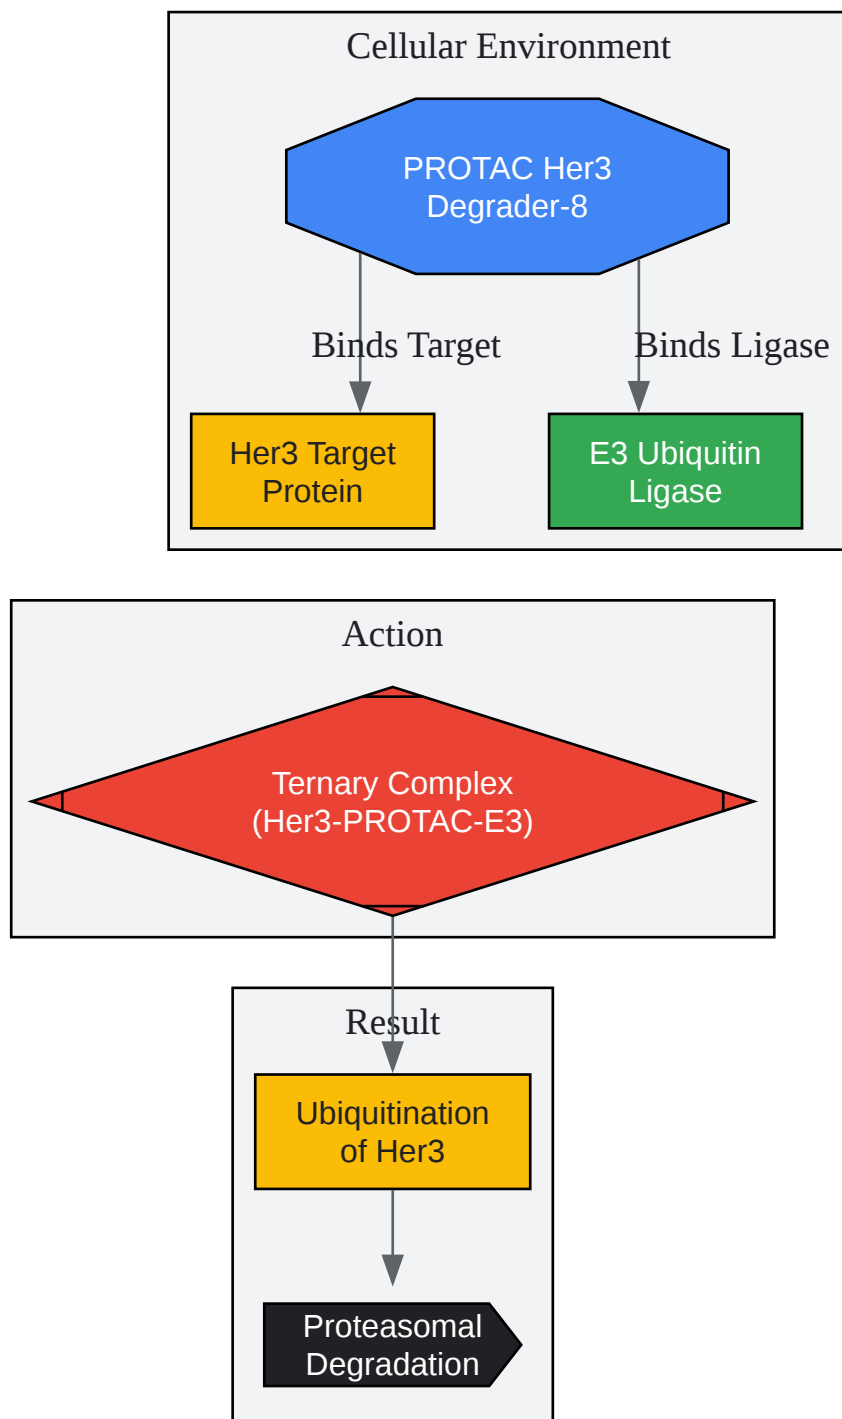 Cellular Environment
PROTAC Her3
Degrader-8
Binds Target
Binds Ligase
Her3 Target
Protein
E3 Ubiquitin
Ligase
Action
Ternary Complex
(Her3-PROTAC-E3)
Result
Ubiquitination
of Her3
Proteasomal
Degradation